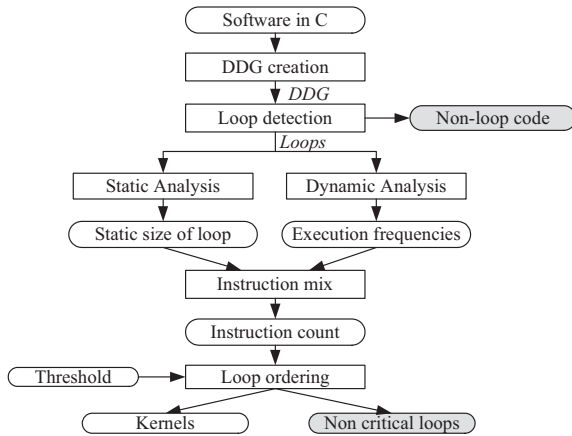 Software in C
DDG creation
DDG
Loop detection
Non-loop code
Loops
Static Analysis
Dynamic Analysis
Static size of loop
Execution frequencies
Instruction mix
Instruction count
Threshold
Loop ordering
Kernels
Non critical loops